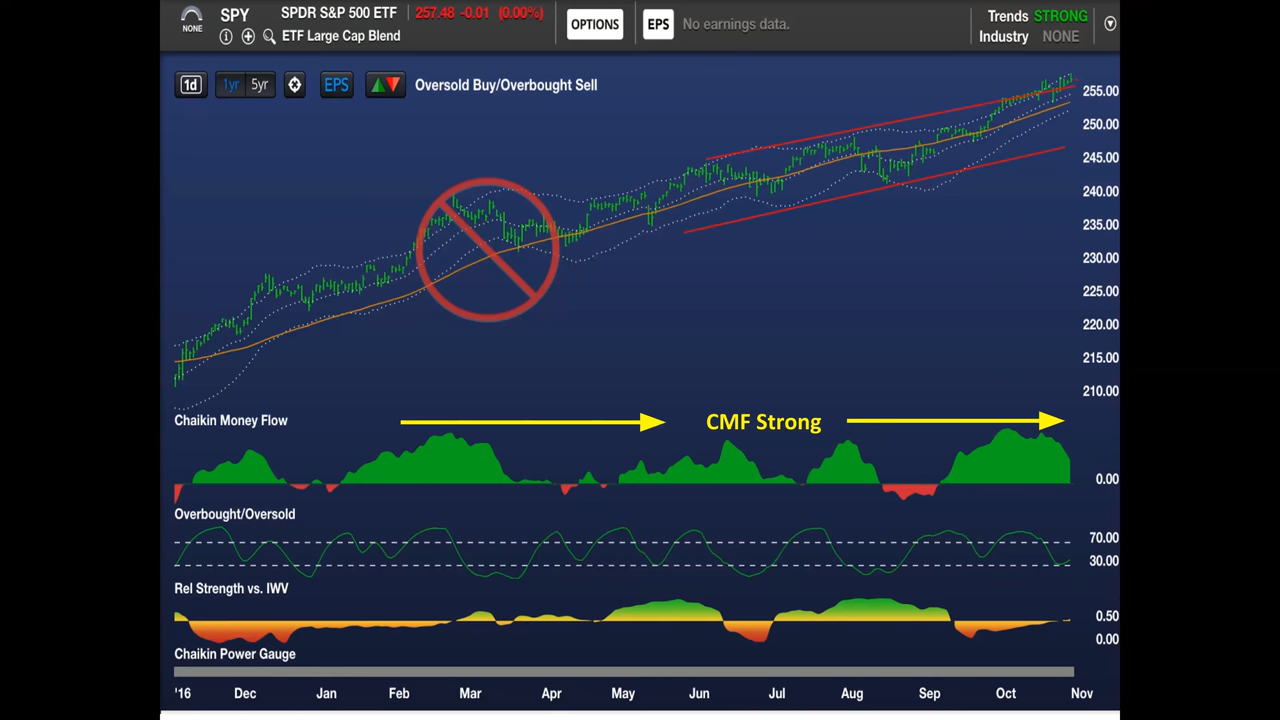 SPY SPDR S&P 500 ETF 257.48 -0.01 (0.00%) OPTIONS EPS No earnings data. Trends STRONG
NONE ETF Large Cap Blend Industry NONE
1d 1yr 5yr EPS Oversold Buy/Overbought Sell
255.00
250.00
245.00
240.00
235.00
230.00
225.00
220.00
215.00
210.00
Chaikin Money Flow CMF Strong
0.00
Overbought/Oversold
70.00
30.00
Rel Strength vs. IWV
0.50
0.00
Chaikin Power Gauge
'16 Dec Jan Feb Mar Apr May Jun Jul Aug Sep Oct Nov